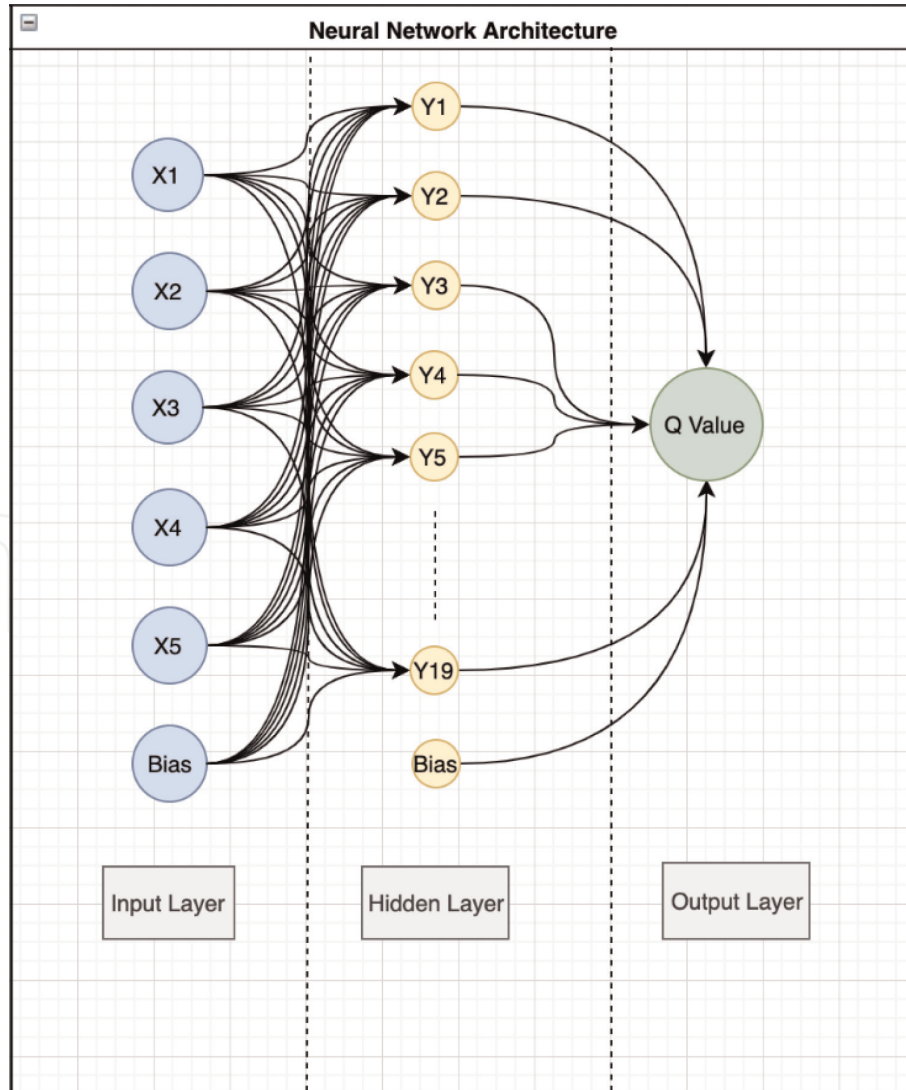 Neural Network Architecture
X1
X2
X3
X4
X5
Bias
Y1
Y2
Y3
Y4
Y5
Y19
Bias
Q Value
Input Layer
Hidden Layer
Output Layer